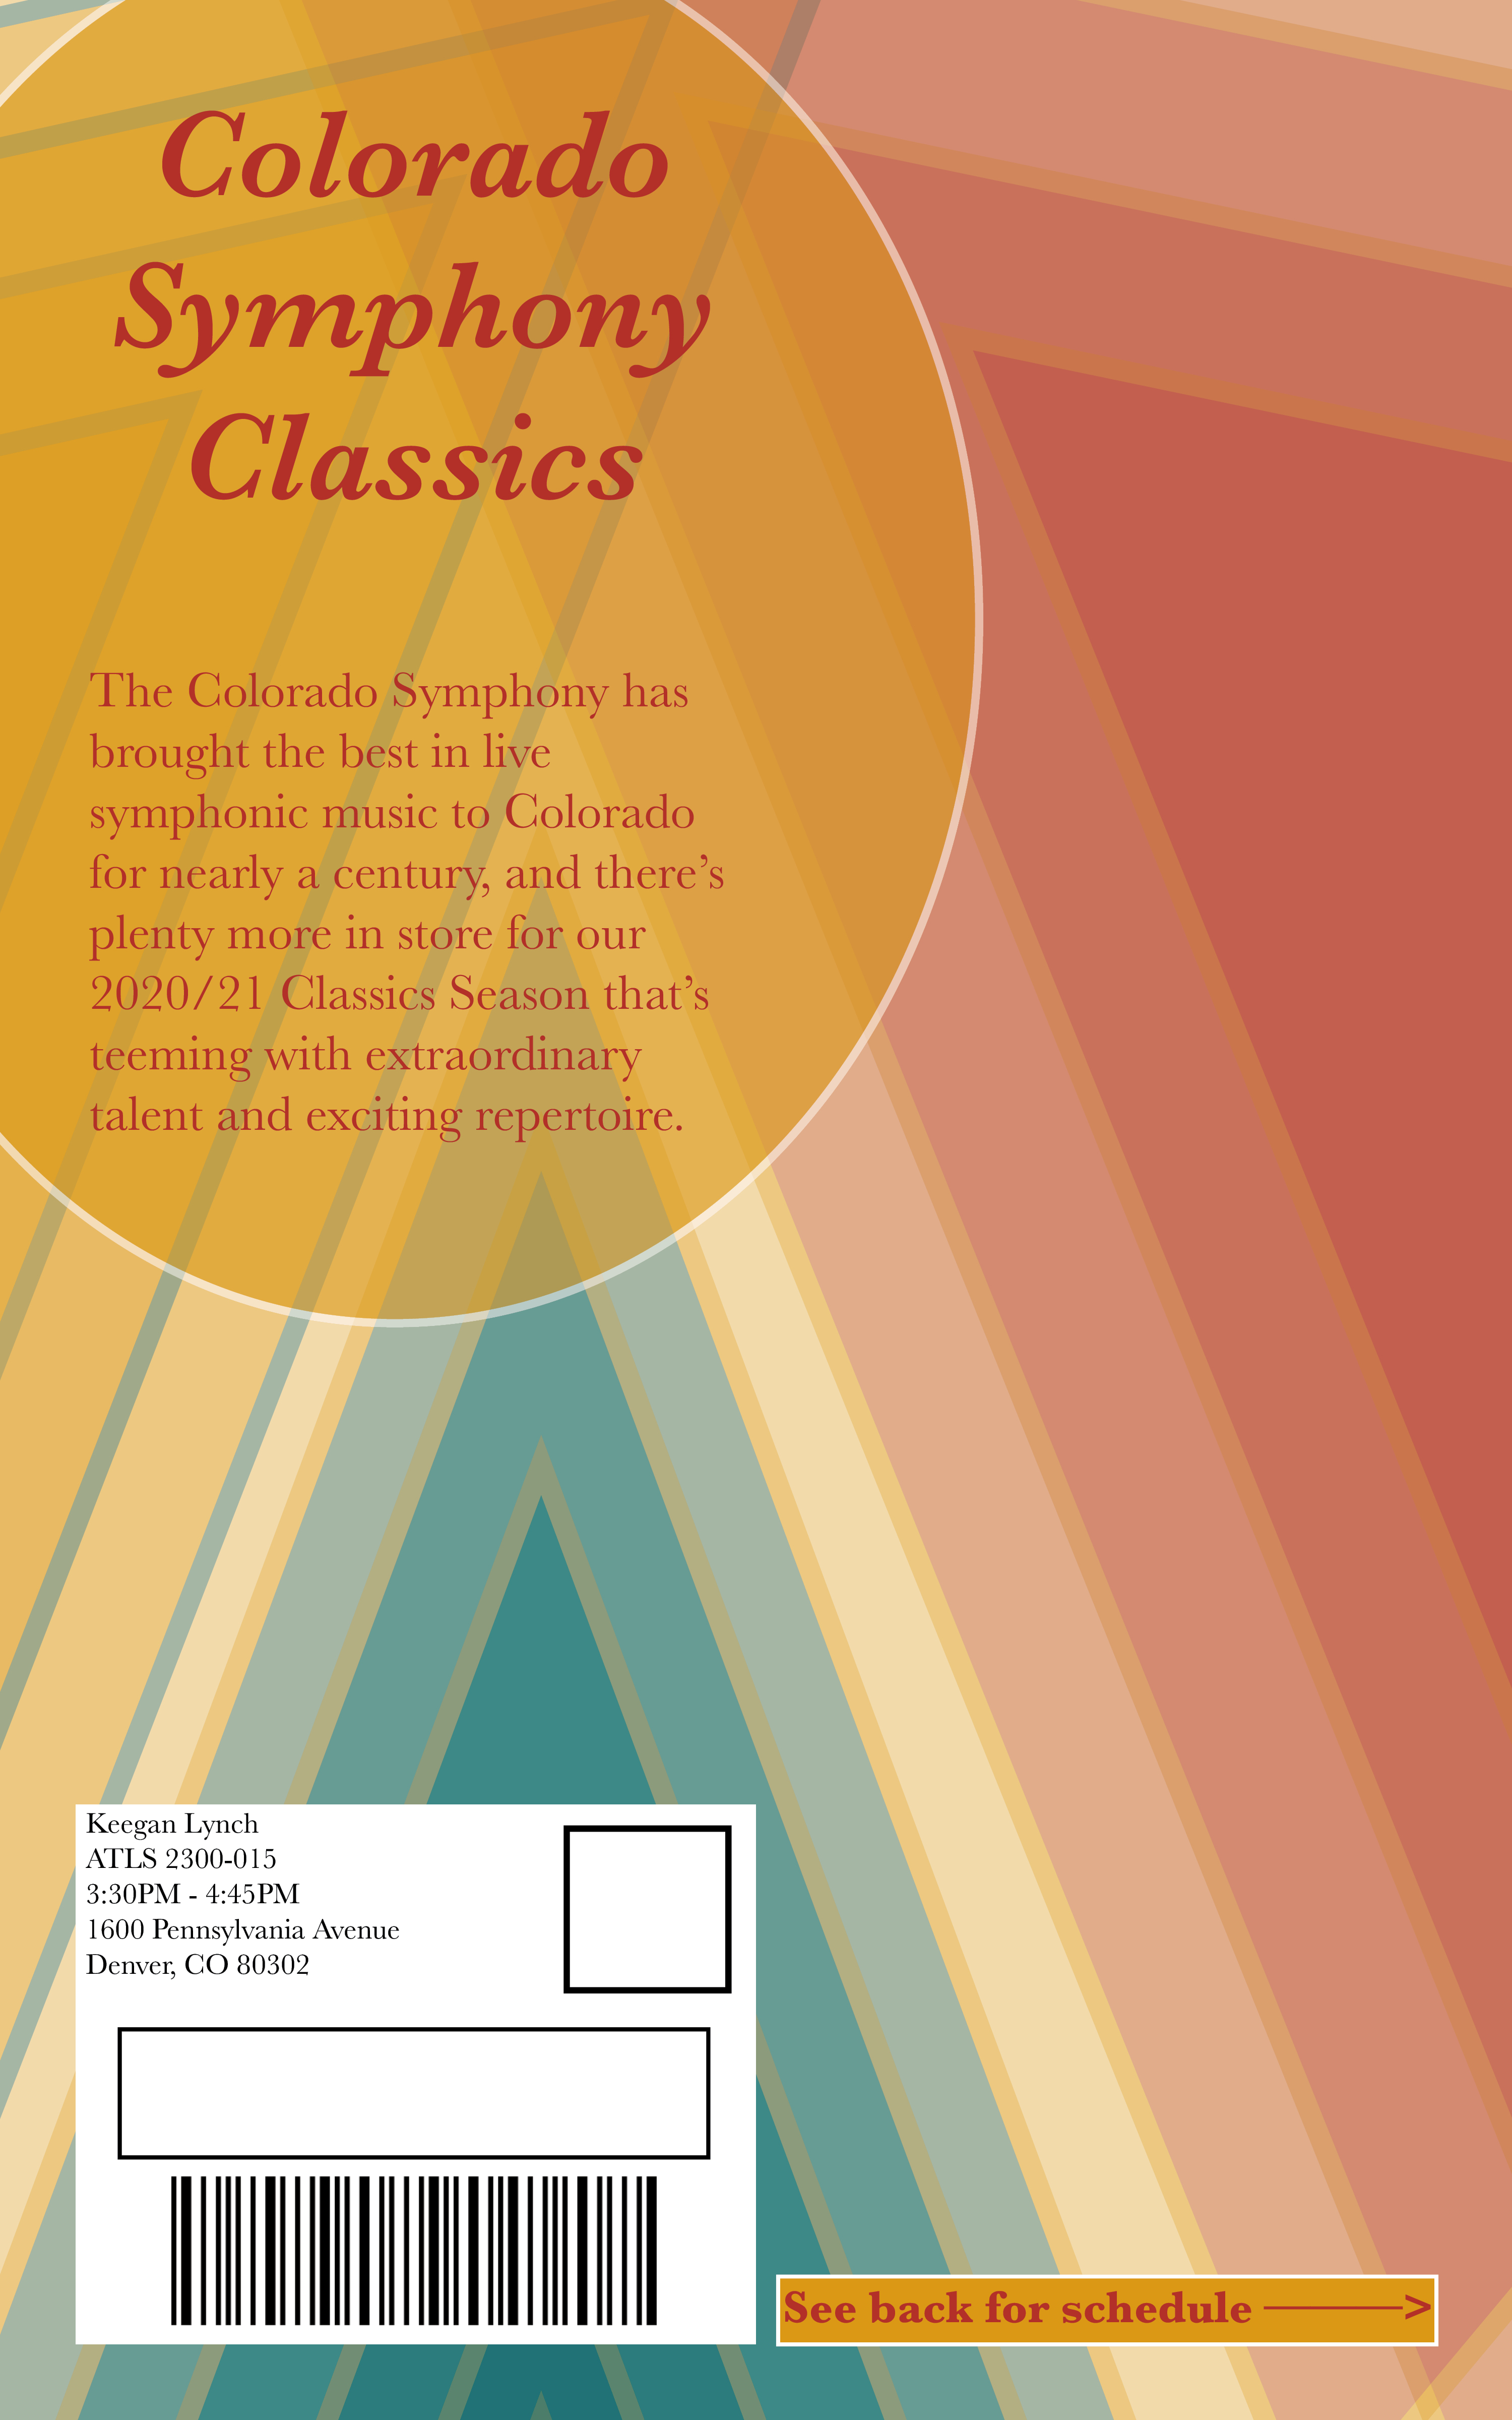 Colorado
Symphony
Classics
The Colorado Symphony has
brought the best in live
symphonic music to Colorado
for nearly a century, and there’s
plenty more in store for our
2020/21 Classics Season that’s
teeming with extraordinary
talent and exciting repertoire.
Keegan Lynch
ATLS 2300-015
3:30PM - 4:45PM
1600 Pennsylvania Avenue
Denver, CO 80302
See back for schedule ———>